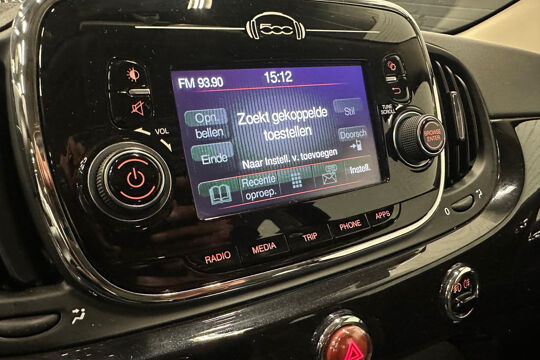 500
FM 93.90 15:12
Opn. bellen
Zoekt gekoppelde
toestellen
Stil
Einde
Doorsch
Naar Instell. v. toevoegen
Recente
oproep.
Instell.
VOL
TUNE
SCROLL
BROWSE
ENTER
RADIO MEDIA TRIP PHONE APPS
0